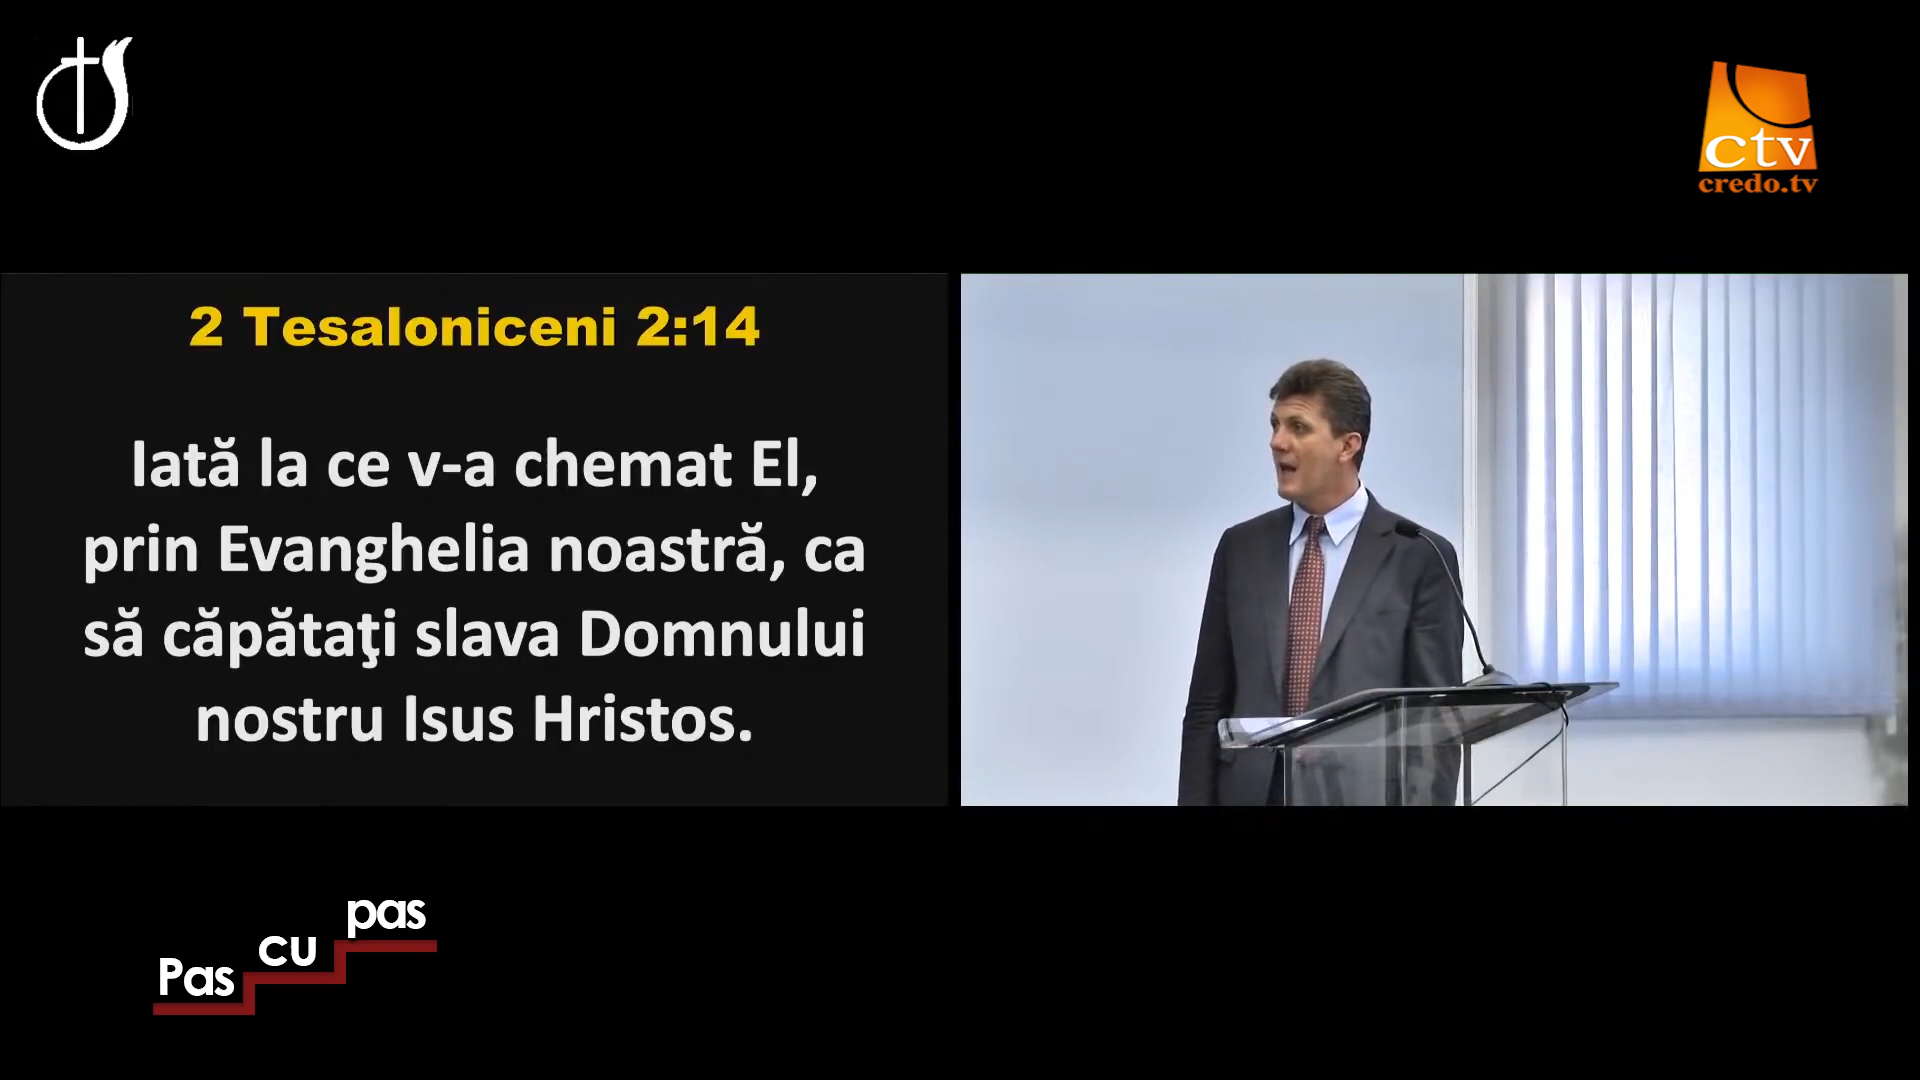 ctv
credo.tv
2 Tesaloniceni 2:14
Iată la ce v-a chemat El,
prin Evanghelia noastră, ca
să căpătaţi slava Domnului
nostru Isus Hristos.
Pas cu pas